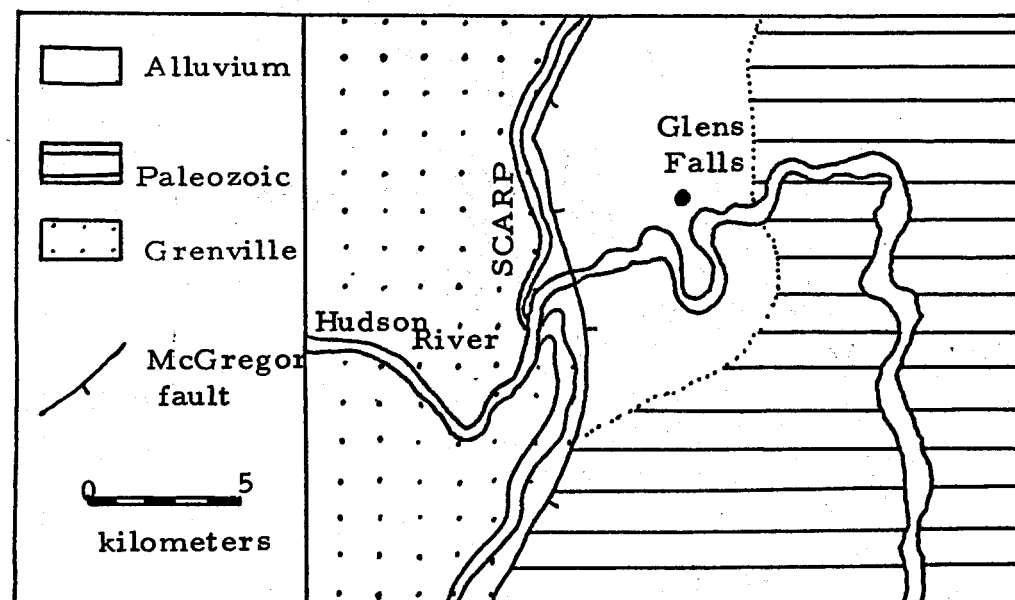 Alluvium
Paleozoic
Grenville
McGregor
fault
0 5
kilometers
Glens
Falls
SCARP
Hudson
River